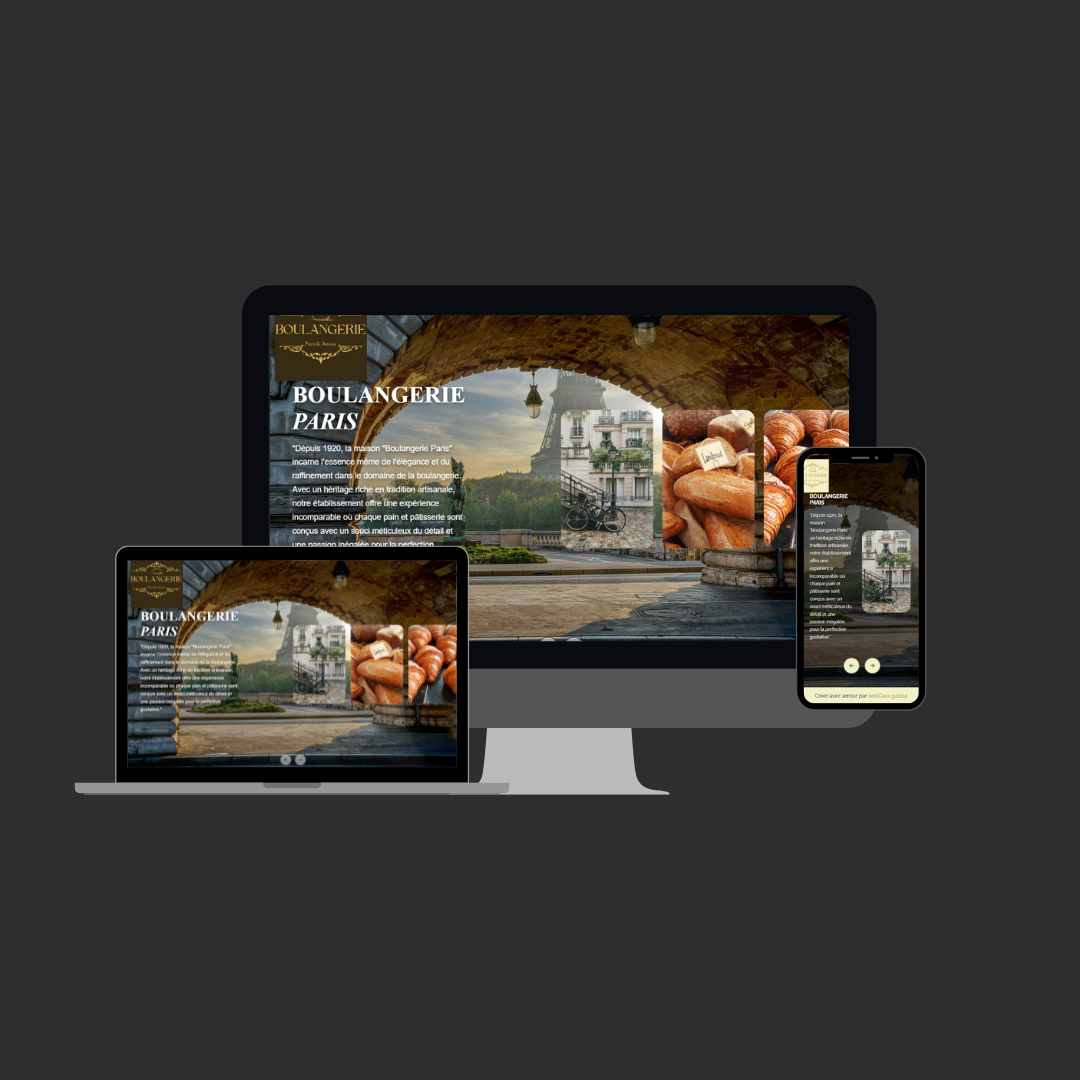 BOULANGERIE
Paris & Amour
BOULANGERIE
PARIS
"Depuis 1920, la maison "Boulangerie Paris"
incarne l'essence même de l'élégance et du
raffinement dans le domaine de la boulangerie.
Avec un héritage riche en tradition artisanale,
notre établissement offre une expérience
incomparable où chaque pain et pâtisserie sont
conçus avec un souci méticuleux du détail et
une passion inégalée pour la perfection
BOULANGERIE
BOULANGERIE
PARIS
"Depuis 1920, la maison "Boulangerie Paris"
incarne l'essence même de l'élégance et du
raffinement dans le domaine de la boulangerie.
Avec un héritage riche en tradition artisanale,
notre établissement offre une expérience
incomparable où chaque pain et pâtisserie sont
conçus avec un souci méticuleux du détail et
une passion inégalée pour la perfection
gustative."
BOULANGERIE
PARIS
"Depuis 1920, la
maison
"Boulangerie Paris"
un héritage riche en
tradition artisanale,
notre établissement
offre une
expérience
incomparable où
chaque pain et
pâtisserie sont
conçus avec un
souci méticuleux du
détail et une
passion inégalée
pour la perfection
gustative."
Créer avec amour par